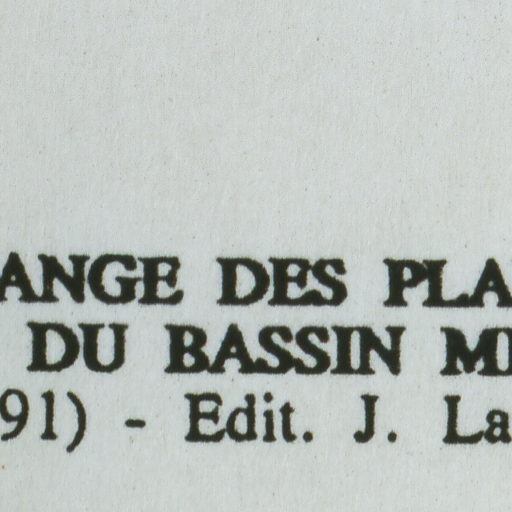 ANGE DES PLA
DU BASSIN M
91) - Edit. J. La